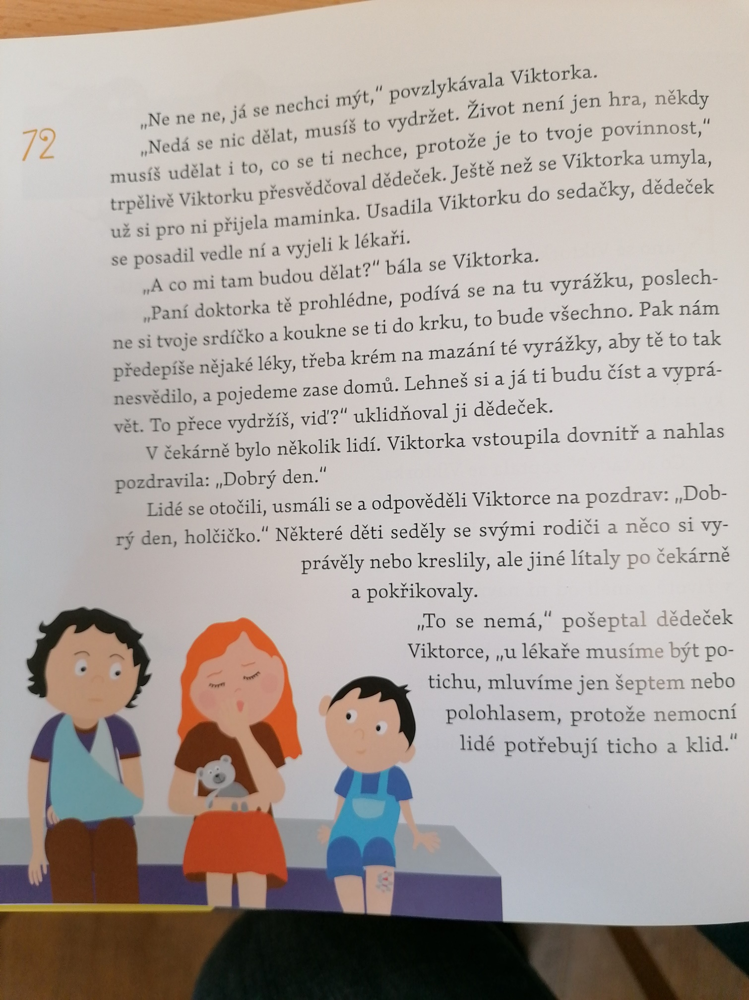 „Ne ne ne, já se nechci mýt,“ povzlykávala Viktorka.
72
„Nedá se nic dělat, musíš to vydržet. Život není jen hra, někdy
musíš udělat i to, co se ti nechce, protože je to tvoje povinnost,“
trpělivě Viktorku přesvědčoval dědeček. Ještě než se Viktorka umyla,
už si pro ni přijela maminka. Usadila Viktorku do sedačky, dědeček
se posadil vedle ní a vyjeli k lékaři.
„A co mi tam budou dělat?“ bála se Viktorka.
„Paní doktorka tě prohlédne, podívá se na tu vyrážku, poslech-
ne si tvoje srdíčko a koukne se ti do krku, to bude všechno. Pak nám
předepíše nějaké léky, třeba krém na mazání té vyrážky, aby tě to tak
nesvědilo, a pojedeme zase domů. Lehneš si a já ti budu číst a vyprá-
vět. To přece vydržíš, viď?“ uklidňoval ji dědeček.
V čekárně bylo několik lidí. Viktorka vstoupila dovnitř a nahlas
pozdravila: „Dobrý den.“
Lidé se otočili, usmáli se a odpověděli Viktorce na pozdrav: „Dob-
rý den, holčičko.“ Některé děti seděly se svými rodiči a něco si vy-
právěly nebo kreslily, ale jiné lítaly po čekárně
a pokřikovaly.
„To se nemá,“ pošeptal dědeček
Viktorce, „u lékaře musíme být po-
tichu, mluvíme jen šeptem nebo
polohlasem, protože nemocní
lidé potřebují ticho a klid.“